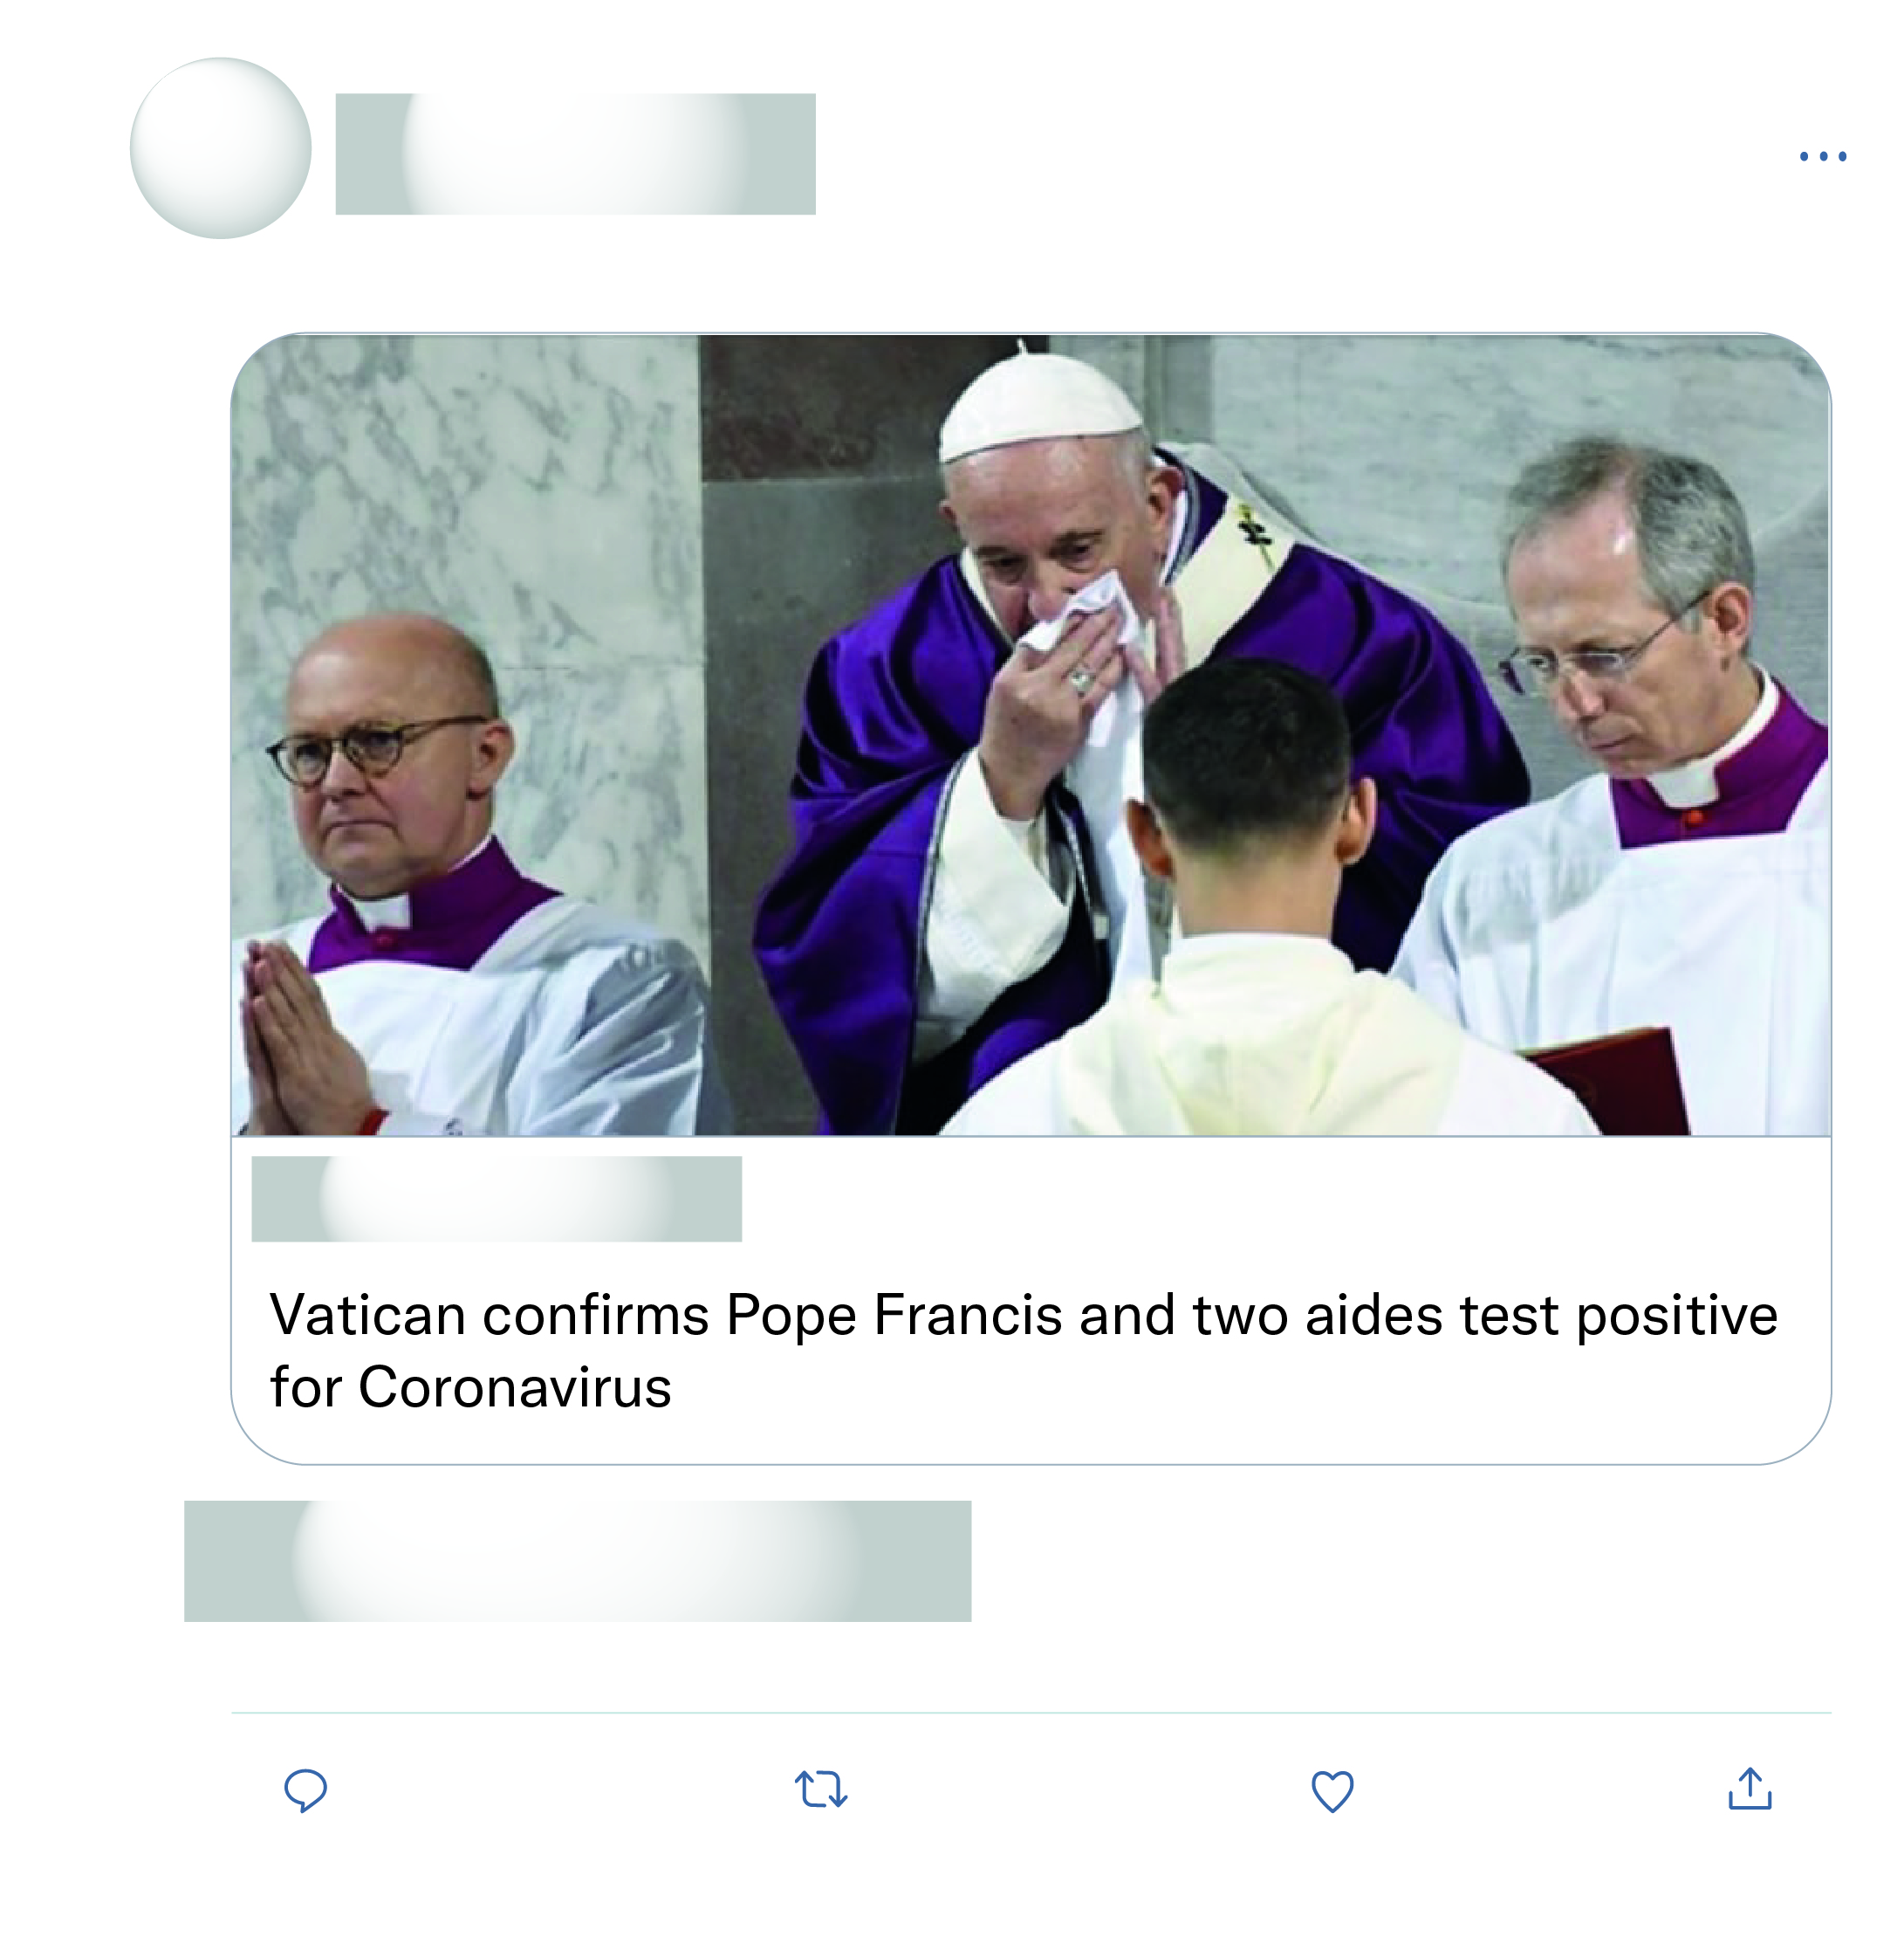 Vatican confirms Pope Francis and two aides test positive
for Coronavirus